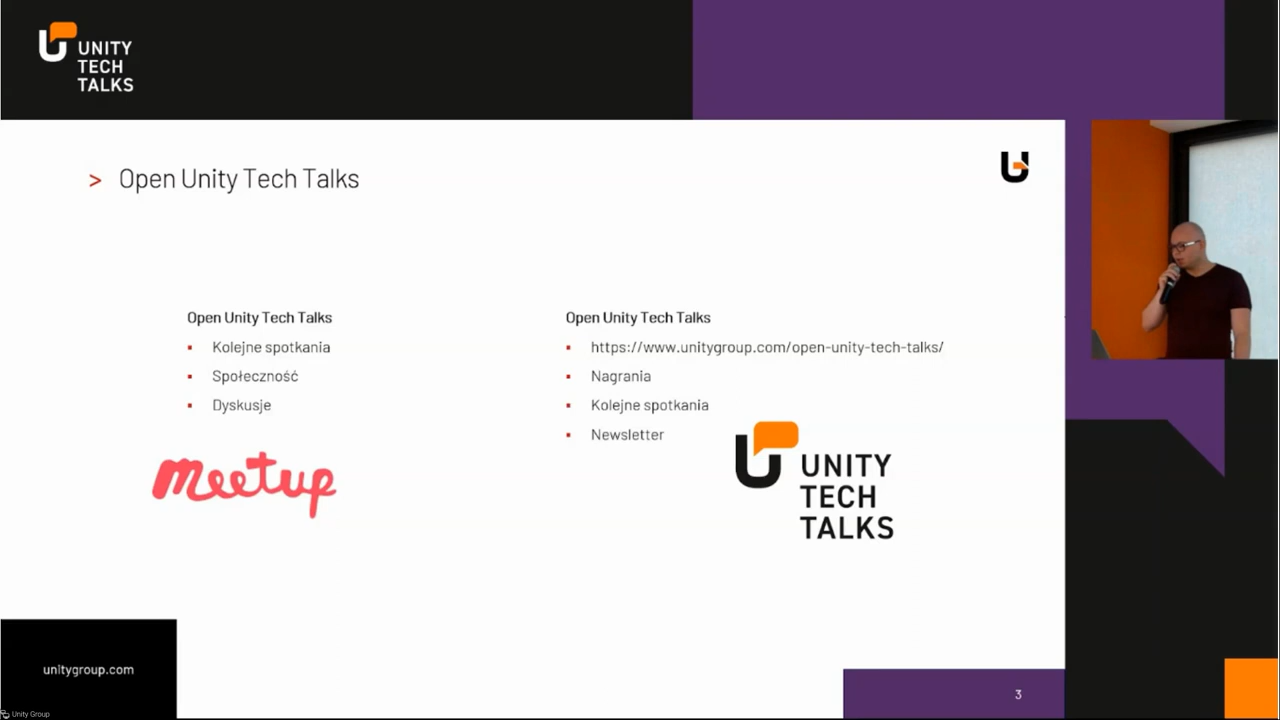 UNITY
TECH
TALKS
> Open Unity Tech Talks
Open Unity Tech Talks
▪ Kolejne spotkania
▪ Społeczność
▪ Dyskusje
meetup
Open Unity Tech Talks
▪ https://www.unitygroup.com/open-unity-tech-talks/
▪ Nagrania
▪ Kolejne spotkania
▪ Newsletter
UNITY
TECH
TALKS
unitygroup.com
3
Unity Group